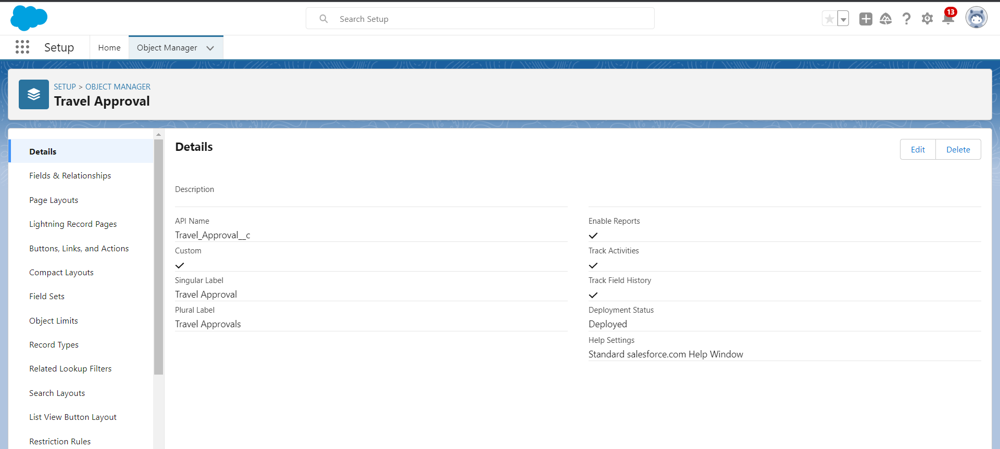 Search Setup
13
Setup
Home
Object Manager
SETUP > OBJECT MANAGER
Travel Approval
Details
Fields & Relationships
Page Layouts
Lightning Record Pages
Buttons, Links, and Actions
Compact Layouts
Field Sets
Object Limits
Record Types
Related Lookup Filters
Search Layouts
List View Button Layout
Restriction Rules
Details
Edit
Delete
Description
API Name
Travel_Approval__c
Custom
Singular Label
Travel Approval
Plural Label
Travel Approvals
Enable Reports
Track Activities
Track Field History
Deployment Status
Deployed
Help Settings
Standard salesforce.com Help Window